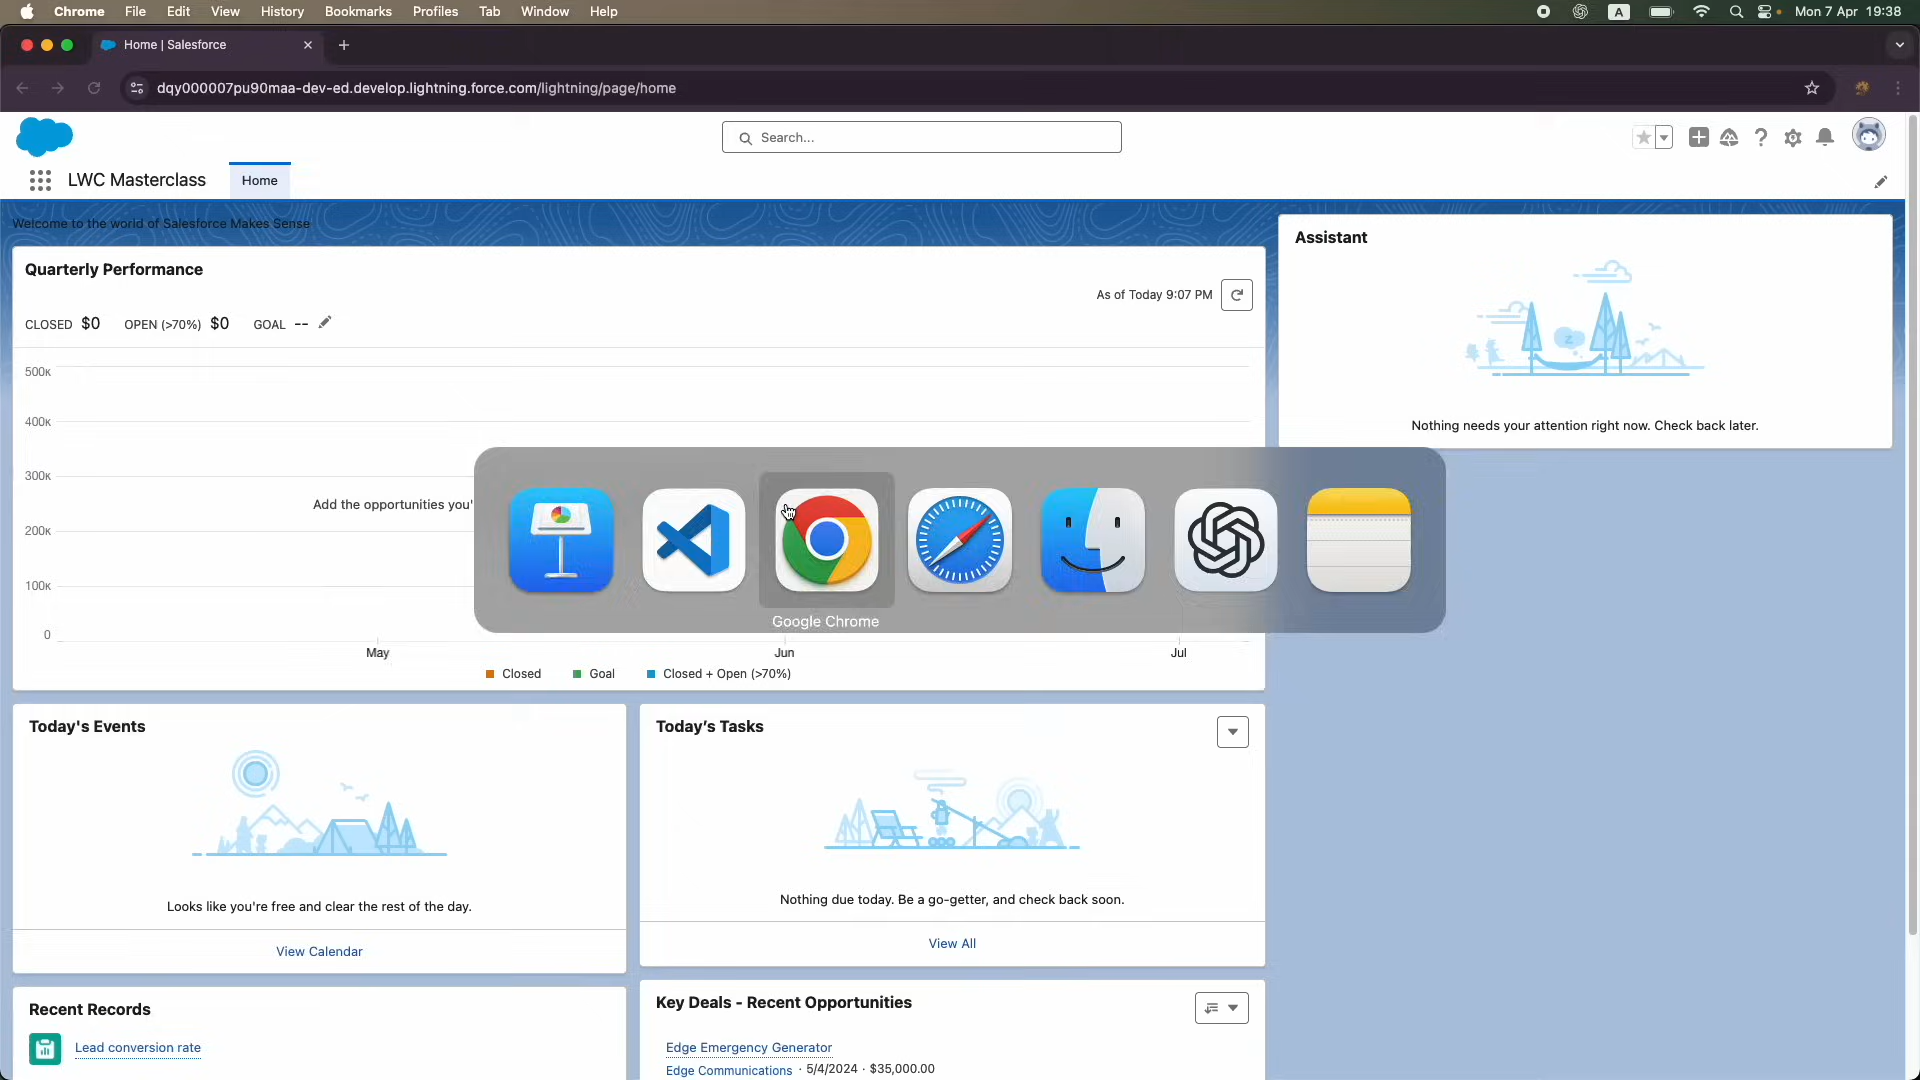 Chrome File Edit View History Bookmarks Profiles Tab Window Help A Mon 7 Apr 19:38
Home | Salesforce
dqy000007pu90maa-dev-ed.develop.lightning.force.com/lightning/page/home
Search...
LWC Masterclass Home
Welcome to the world of Salesforce Makes Sense
Quarterly Performance
As of Today 9:07 PM
CLOSED $0 OPEN (>70%) $0 GOAL --
500K
400K
300K
Add the opportunities you'
200K
100K
0
May Jun Jul
Closed Goal Closed + Open (>70%)
Assistant
z
Nothing needs your attention right now. Check back later.
Google Chrome
Today's Events
Looks like you're free and clear the rest of the day.
View Calendar
Today's Tasks
Nothing due today. Be a go-getter, and check back soon.
View All
Recent Records
Lead conversion rate
Key Deals - Recent Opportunities
Edge Emergency Generator
Edge Communications · 5/4/2024 · $35,000.00